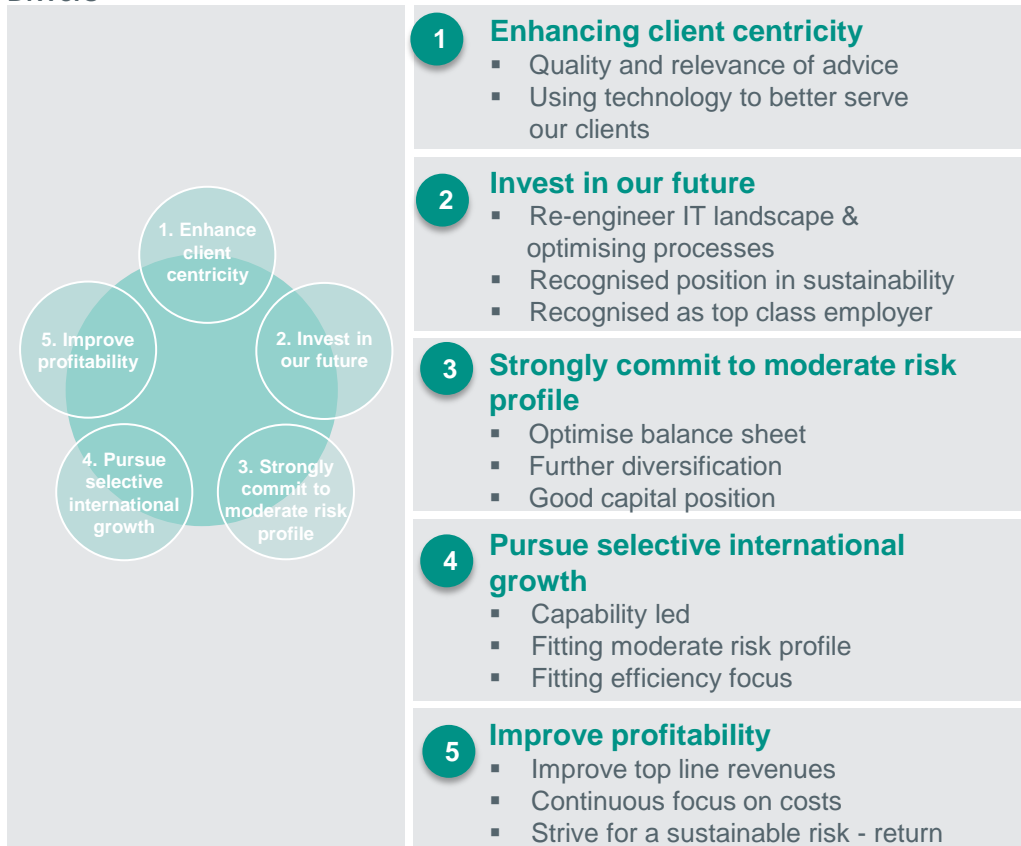 1. Enhance
client
centricity
2. Invest in
our future
3. Strongly
commit to
moderate risk
profile
4. Pursue
selective
international
growth
5. Improve
profitability
1
Enhancing client centricity
▪ Quality and relevance of advice
▪ Using technology to better serve
our clients
2
Invest in our future
▪ Re-engineer IT landscape &
optimising processes
▪ Recognised position in sustainability
▪ Recognised as top class employer
3
Strongly commit to moderate risk
profile
▪ Optimise balance sheet
▪ Further diversification
▪ Good capital position
4
Pursue selective international
growth
▪ Capability led
▪ Fitting moderate risk profile
▪ Fitting efficiency focus
5
Improve profitability
▪ Improve top line revenues
▪ Continuous focus on costs
▪ Strive for a sustainable risk - return